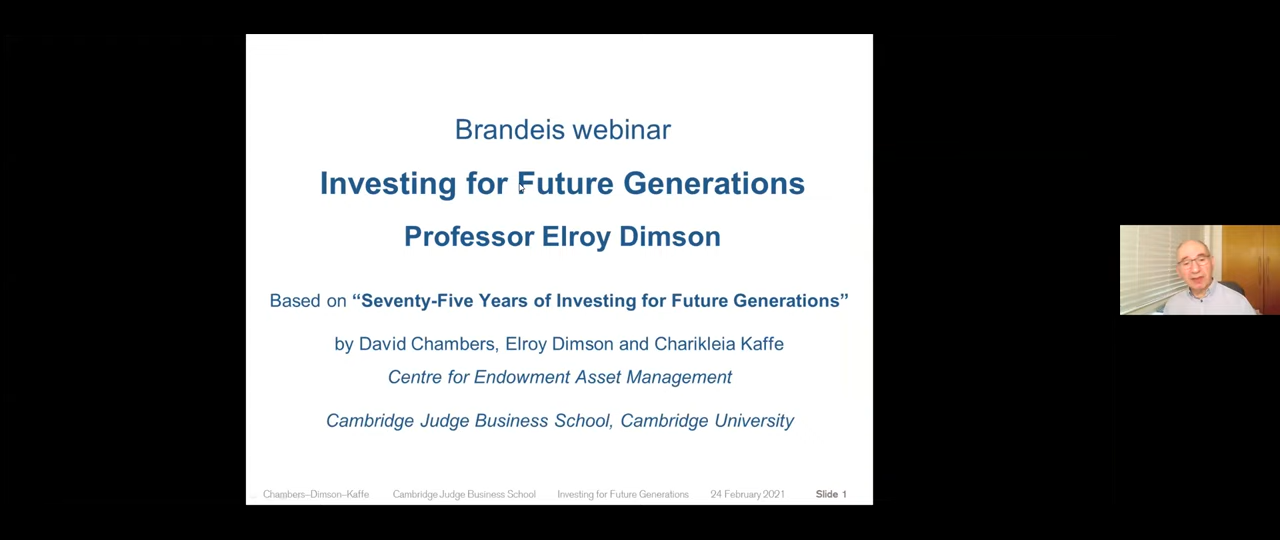 Brandeis webinar
Investing for Future Generations
Professor Elroy Dimson
Based on “Seventy-Five Years of Investing for Future Generations”
by David Chambers, Elroy Dimson and Charikleia Kaffe
Centre for Endowment Asset Management
Cambridge Judge Business School, Cambridge University
Chambers–Dimson–Kaffe Cambridge Judge Business School Investing for Future Generations 24 February 2021 Slide 1